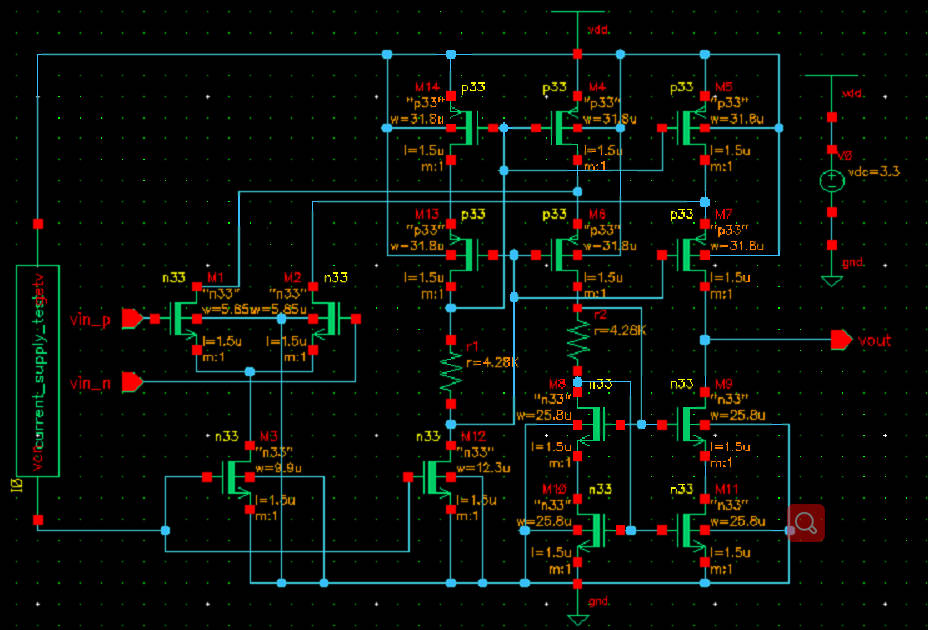 vdd
M14 p33
"p33"
w=31.8u
l=1.5u
m:1
p33 M4
"p33"
w=31.8u
l=1.5u
m:1
p33 M5
"p33"
w=31.8u
l=1.5u
m:1
vdd
V0
vdc=3.3
gnd
M13 p33
"p33"
w=31.8u
l=1.5u
m:1
p33 M6
"p33"
w=31.8u
l=1.5u
m:1
p33 M7
"p33"
w=31.8u
l=1.5u
m:1
n33 M1
"n33"
w=5.85u
l=1.5u
m:1
M2 n33
"n33"
w=5.85u
l=1.5u
m:1
vin_p
vin_n
I0
r1
r=4.28K
r2
r=4.28K
vout
M8 n33
"n33"
w=25.8u
l=1.5u
m:1
n33 M9
"n33"
w=25.8u
l=1.5u
m:1
n33 M3
"n33"
w=9.9u
l=1.5u
m:1
n33 M12
"n33"
w=12.3u
l=1.5u
m:1
M10 n33
"n33"
w=25.8u
l=1.5u
m:1
n33 M11
"n33"
w=25.8u
l=1.5u
m:1
gnd